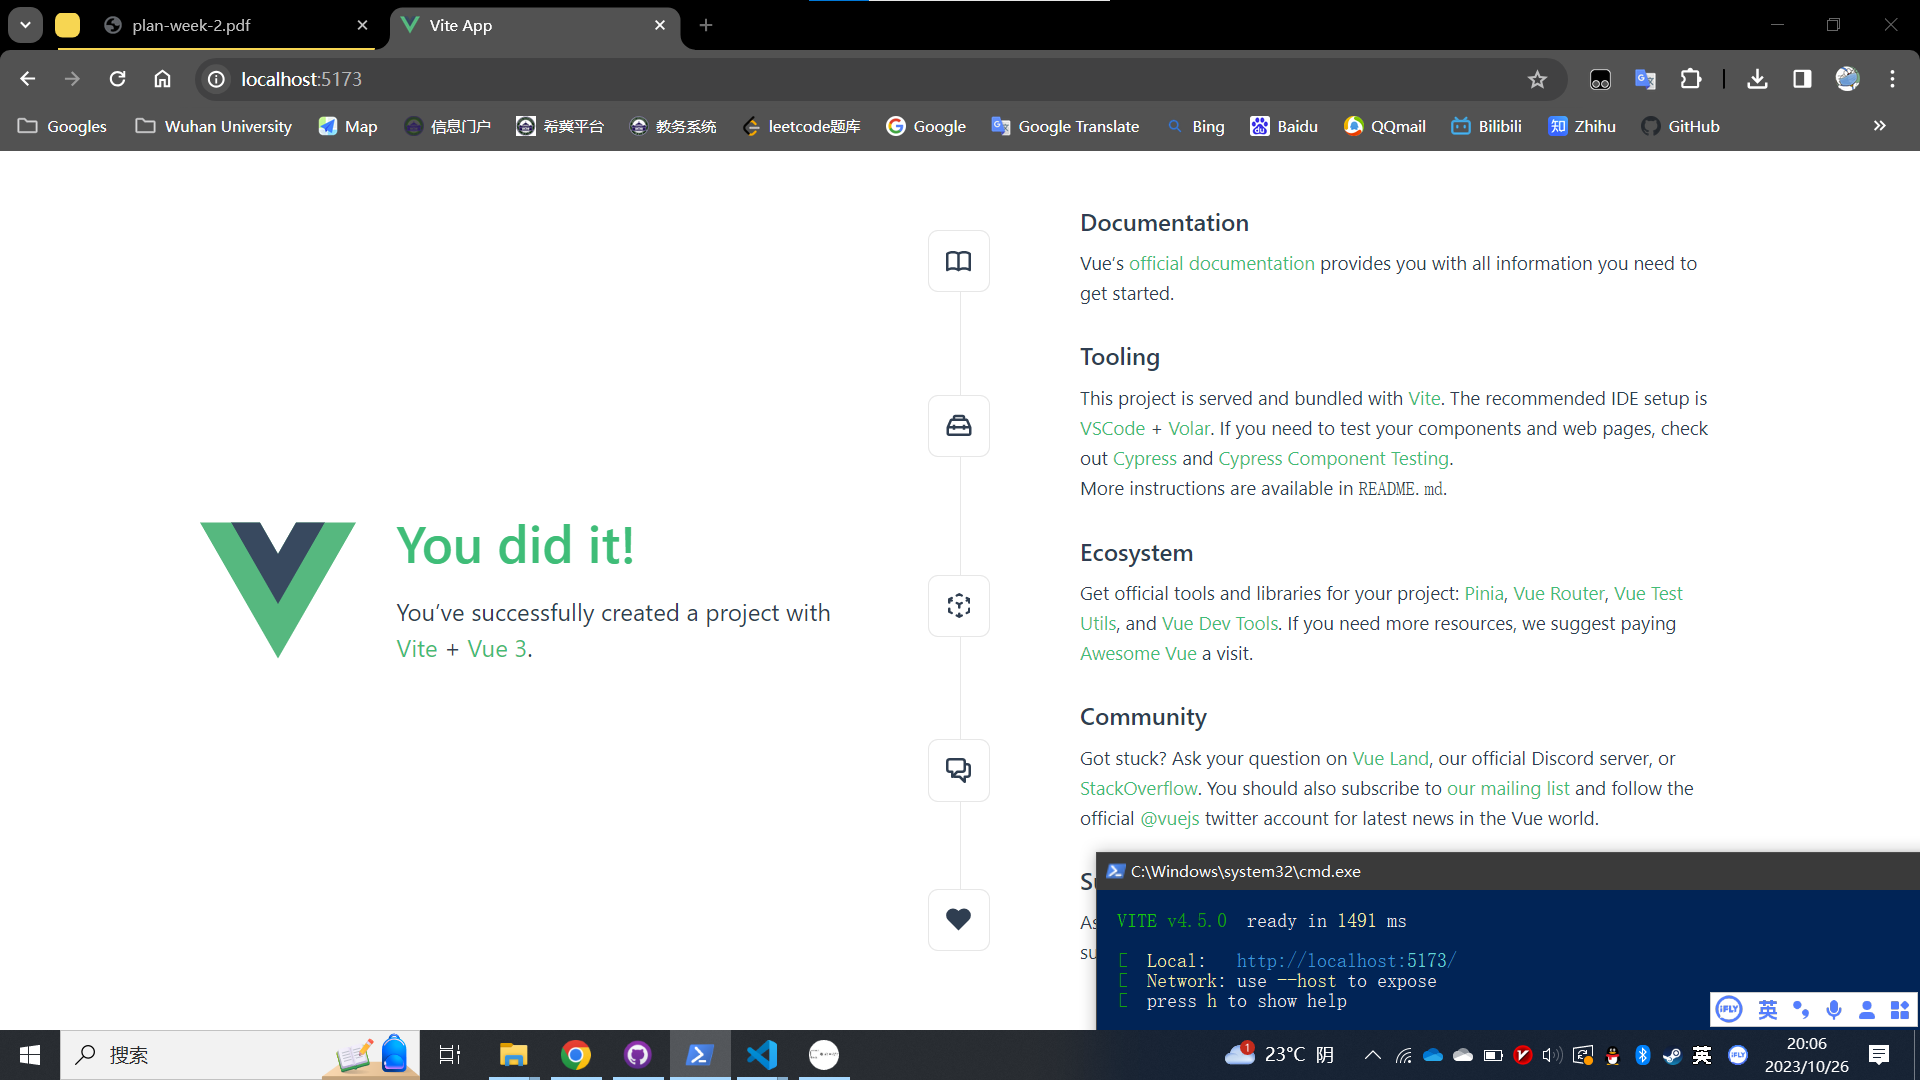 plan-week-2.pdf
Vite App
localhost:5173
Googles
Wuhan University
Map
信息门户
希冀平台
教务系统
leetcode题库
Google
Google Translate
Bing
Baidu
QQmail
Bilibili
知 Zhihu
GitHub
You did it!
You’ve successfully created a project with
Vite + Vue 3.
Documentation
Vue’s official documentation provides you with all information you need to
get started.
Tooling
This project is served and bundled with Vite. The recommended IDE setup is
VSCode + Volar. If you need to test your components and web pages, check
out Cypress and Cypress Component Testing.
More instructions are available in README.md.
Ecosystem
Get official tools and libraries for your project: Pinia, Vue Router, Vue Test
Utils, and Vue Dev Tools. If you need more resources, we suggest paying
Awesome Vue a visit.
Community
Got stuck? Ask your question on Vue Land, our official Discord server, or
StackOverflow. You should also subscribe to our mailing list and follow the
official @vuejs twitter account for latest news in the Vue world.
C:\Windows\system32\cmd.exe
VITE v4.5.0 ready in 1491 ms
Local: http://localhost:5173/
Network: use --host to expose
press h to show help
iFLY 英
搜索
1
23°C 阴
英
iFLY
20:06
2023/10/26